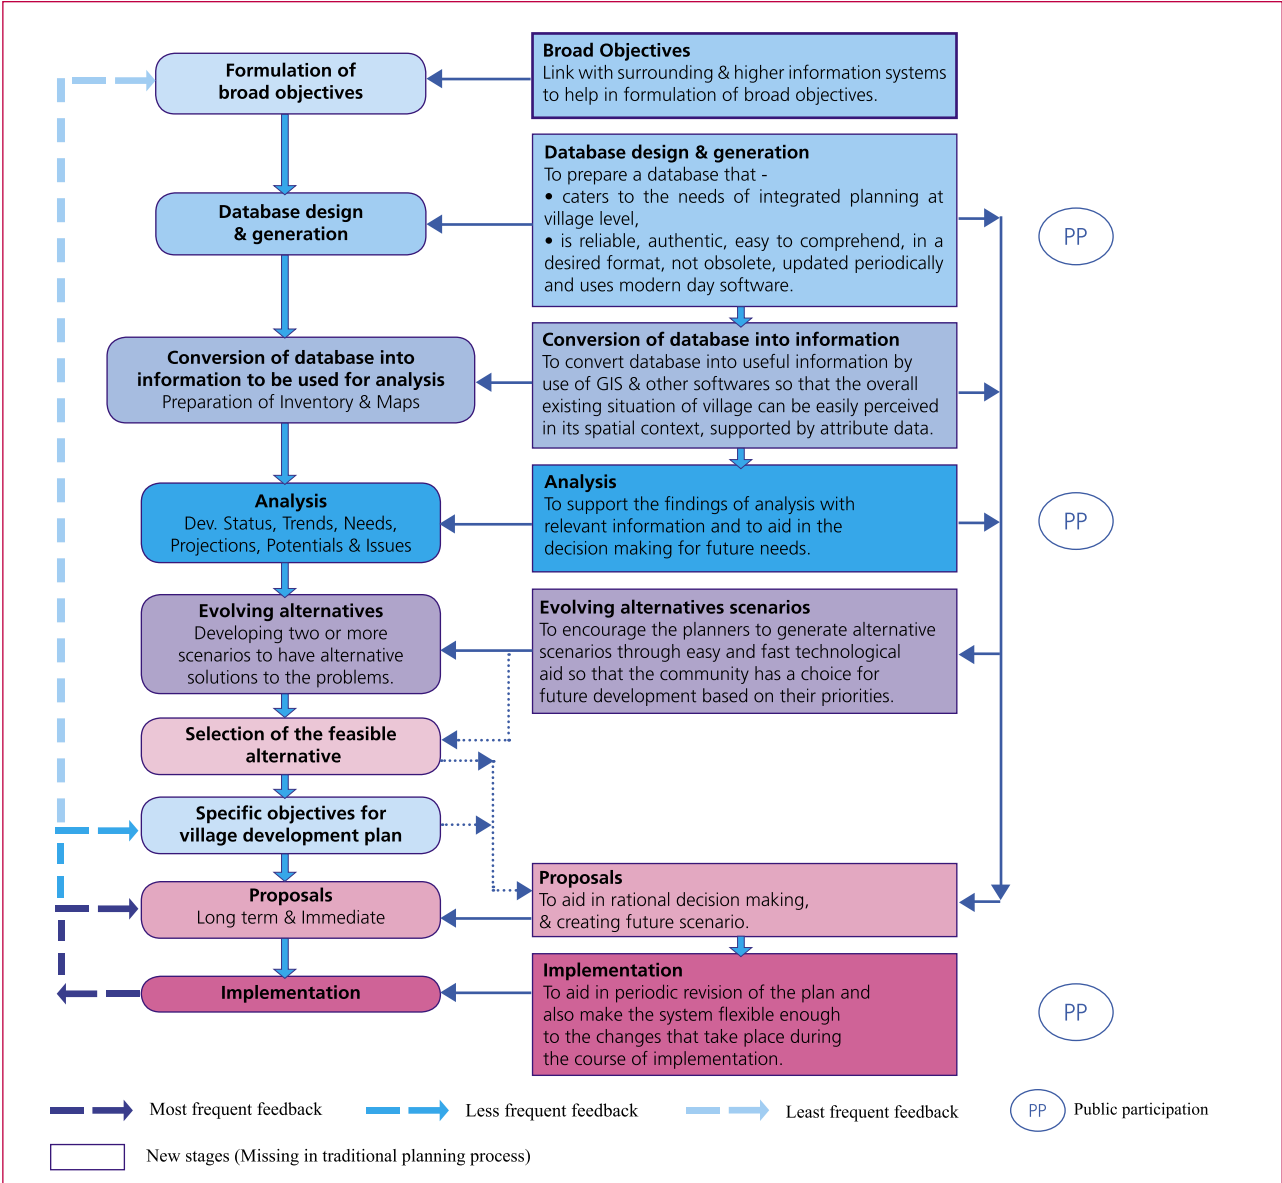 Formulation of
broad objectives
Broad Objectives
Link with surrounding & higher information systems
to help in formulation of broad objectives.
Database design
& generation
Database design & generation
To prepare a database that -
• caters to the needs of integrated planning at
village level,
• is reliable, authentic, easy to comprehend, in a
desired format, not obsolete, updated periodically
and uses modern day software.
PP
Conversion of database into
information to be used for analysis
Preparation of Inventory & Maps
Conversion of database into information
To convert database into useful information by
use of GIS & other softwares so that the overall
existing situation of village can be easily perceived
in its spatial context, supported by attribute data.
Analysis
Dev. Status, Trends, Needs,
Projections, Potentials & Issues
Analysis
To support the findings of analysis with
relevant information and to aid in the
decision making for future needs.
PP
Evolving alternatives
Developing two or more
scenarios to have alternative
solutions to the problems.
Evolving alternatives scenarios
To encourage the planners to generate alternative
scenarios through easy and fast technological
aid so that the community has a choice for
future development based on their priorities.
Selection of the feasible
alternative
Specific objectives for
village development plan
Proposals
Long term & Immediate
Proposals
To aid in rational decision making,
& creating future scenario.
Implementation
Implementation
To aid in periodic revision of the plan and
also make the system flexible enough
to the changes that take place during
the course of implementation.
PP
Most frequent feedback
Less frequent feedback
Least frequent feedback
PP
Public participation
New stages (Missing in traditional planning process)